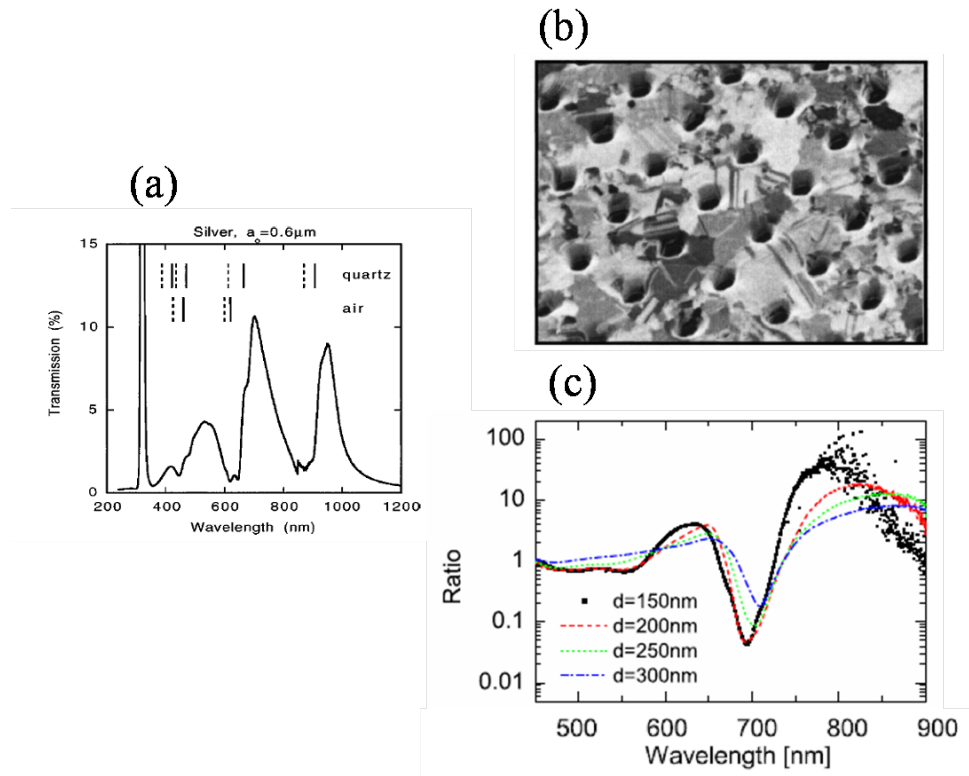 (a)
Silver, aₒ=0.6μm
15
10
5
0
Transmission (%)
quartz
air
200 400 600 800 1000 1200
Wavelength (nm)
(b)
(c)
100
10
1
0.1
0.01
Ratio
d=150nm
d=200nm
d=250nm
d=300nm
500 600 700 800 900
Wavelength [nm]